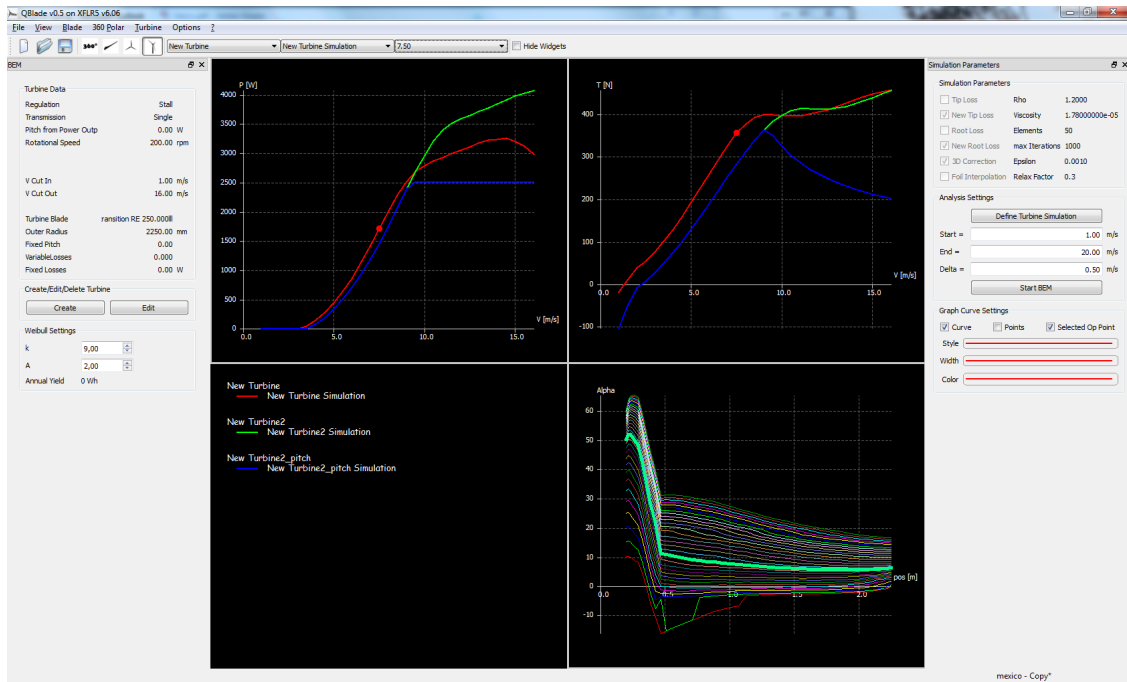 QBlade v0.5 on XFLR5 v6.06
File View Blade 360 Polar Turbine Options ?
360° New Turbine New Turbine Simulation 7.50 Hide Widgets
BEM
Turbine Data
Regulation Stall
Transmission Single
Pitch from Power Outp 0.00 W
Rotational Speed 200.00 rpm
V Cut In 1.00 m/s
V Cut Out 16.00 m/s
Turbine Blade ransition RE 250.000lll
Outer Radius 2250.00 mm
Fixed Pitch 0.00
VariableLosses 0.000
Fixed Losses 0.00 W
Create/Edit/Delete Turbine
Create Edit
Weibull Settings
k 9,00
A 2,00
Annual Yield 0 Wh
P [W]
4000
3500
3000
2500
2000
1500
1000
500
0
0.0 5.0 10.0 15.0
V [m/s]
T [N]
400
300
200
100
0
-100
0.0 5.0 10.0 15.0
V [m/s]
New Turbine
New Turbine Simulation
New Turbine2
New Turbine2 Simulation
New Turbine2_pitch
New Turbine2_pitch Simulation
Alpha
60
50
40
30
20
10
0
-10
0.0 0.5 1.0 1.5 2.0
pos [m]
Simulation Parameters
Simulation Parameters
Tip Loss Rho 1.2000
New Tip Loss Viscosity 1.78000000e-05
Root Loss Elements 50
New Root Loss max Iterations 1000
3D Correction Epsilon 0.0010
Foil Interpolation Relax Factor 0.3
Analysis Settings
Define Turbine Simulation
Start = 1.00 m/s
End = 20.00 m/s
Delta = 0.50 m/s
Start BEM
Graph Curve Settings
Curve Points Selected Op Point
Style
Width
Color
mexico - Copy*